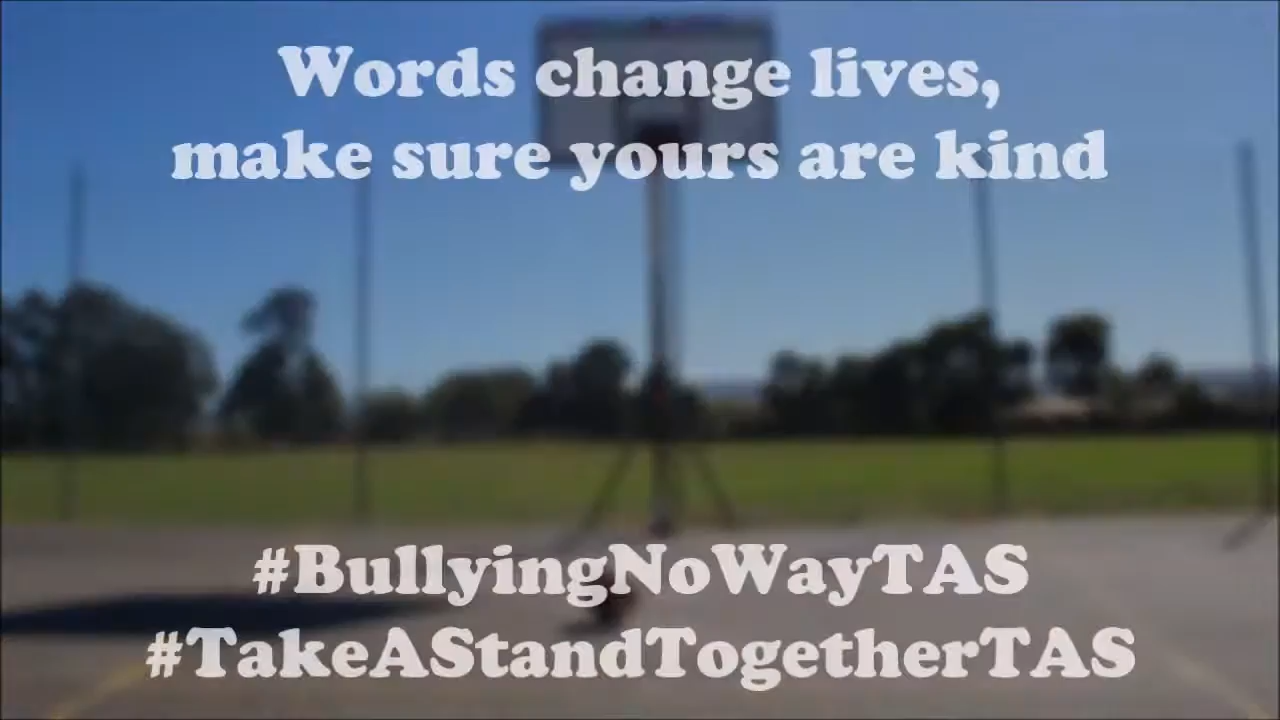 Words change lives,
make sure yours are kind
#BullyingNoWayTAS
#TakeAStandTogetherTAS